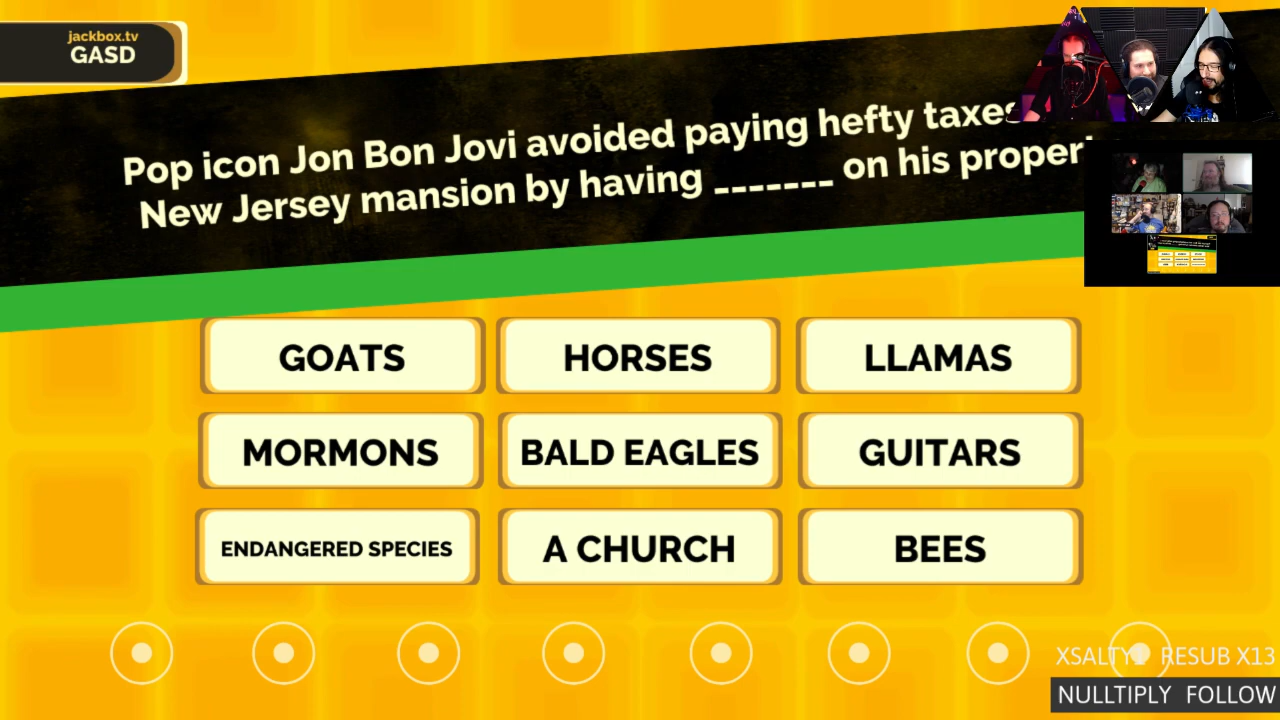 jackbox.tv
GASD
Pop icon Jon Bon Jovi avoided paying hefty taxes
New Jersey mansion by having _______ on his
GOATS
HORSES
LLAMAS
MORMONS
BALD EAGLES
GUITARS
ENDANGERED SPECIES
A CHURCH
BEES
RESUB X13
NULLTIPLY FOLLOW